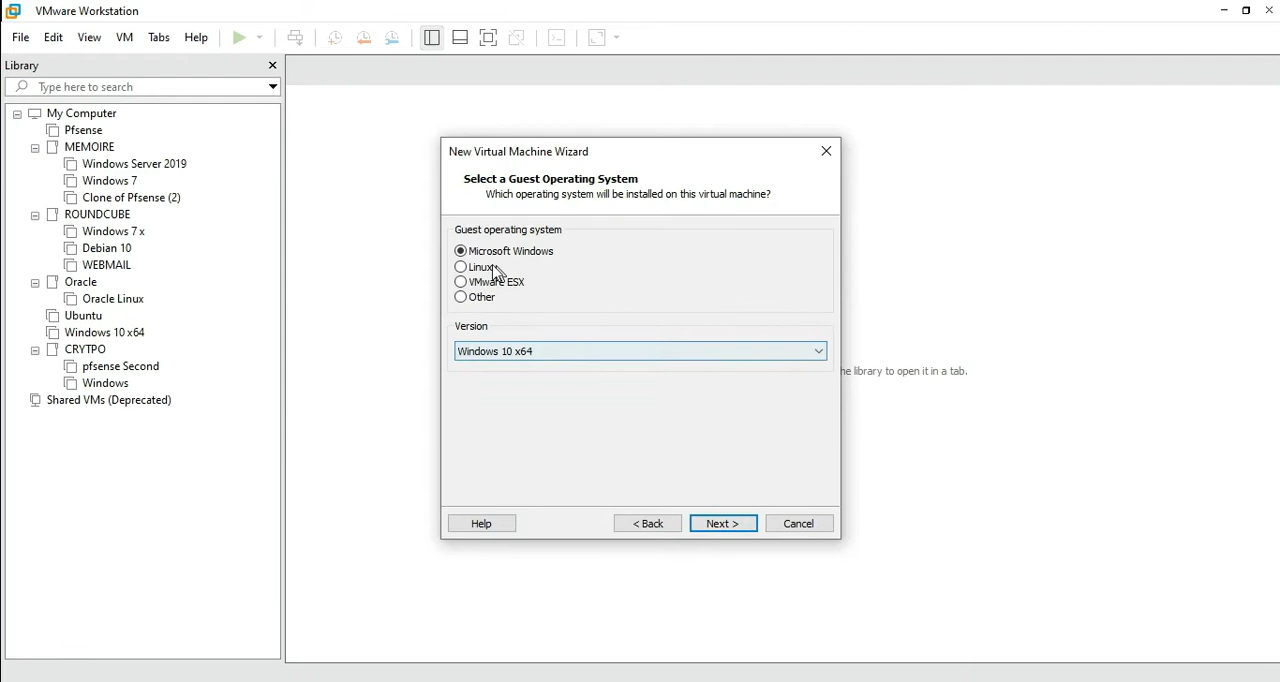 VMware Workstation
File Edit View VM Tabs Help
Library
Type here to search
My Computer
Pfsense
MEMOIRE
Windows Server 2019
Windows 7
Clone of Pfsense (2)
ROUNDCUBE
Windows 7 x
Debian 10
WEBMAIL
Oracle
Oracle Linux
Ubuntu
Windows 10 x64
CRYTPO
pfsense Second
Windows
Shared VMs (Deprecated)
New Virtual Machine Wizard
Select a Guest Operating System
Which operating system will be installed on this virtual machine?
Guest operating system
Microsoft Windows
Linux
VMware ESX
Other
Version
Windows 10 x64
he library to open it in a tab.
Help < Back Next > Cancel